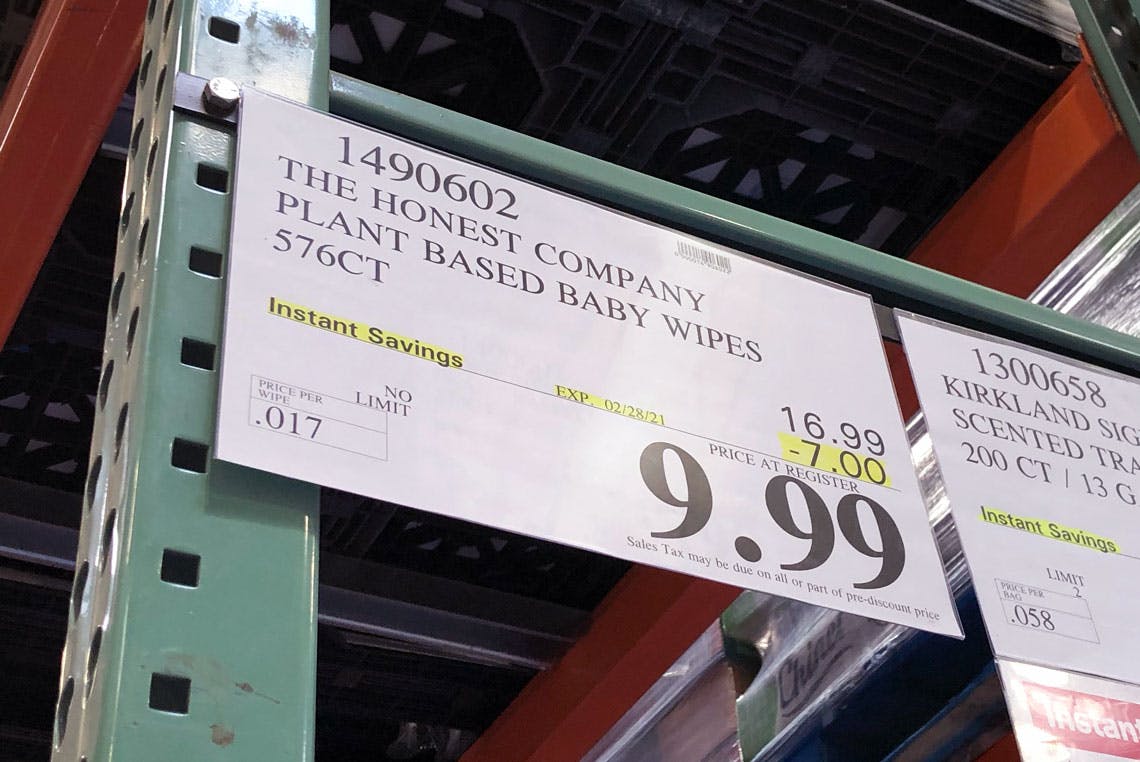 1490602
THE HONEST COMPANY
PLANT BASED BABY WIPES
576CT
Instant Savings
EXP. 02/28/21
16.99
-7.00
PRICE PER
WIPE
.017
NO
LIMIT
PRICE AT REGISTER
9.99
Sales Tax may be due on all or part of pre-discount price
1300658
KIRKLAND SIG
SCENTED TRA
200 CT / 13 G
Instant Savings
LIMIT
2
PRICE PER
BAG
.058
Instan
Chinet